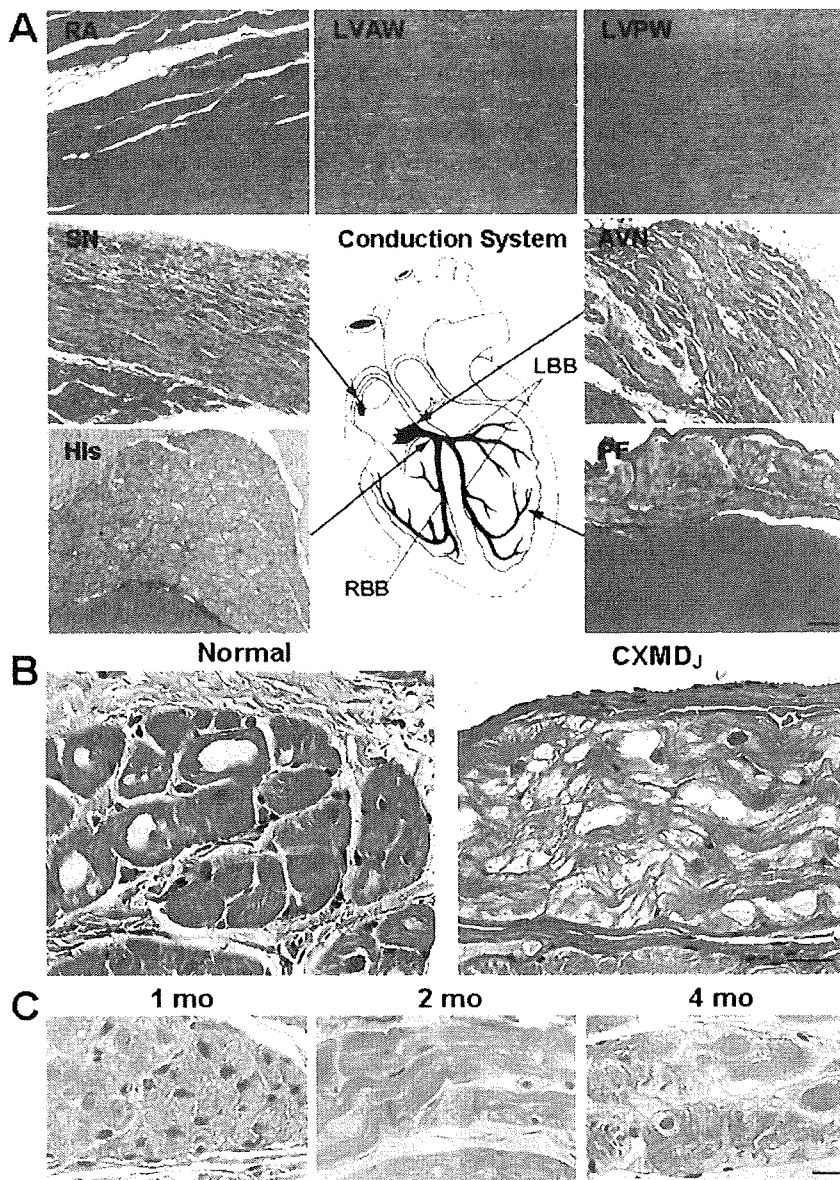 A
RA LVAW LVPW
SN Conduction System AVN
LBB
His PF
RBB
Normal CXMDJ
B
1 mo 2 mo 4 mo
C